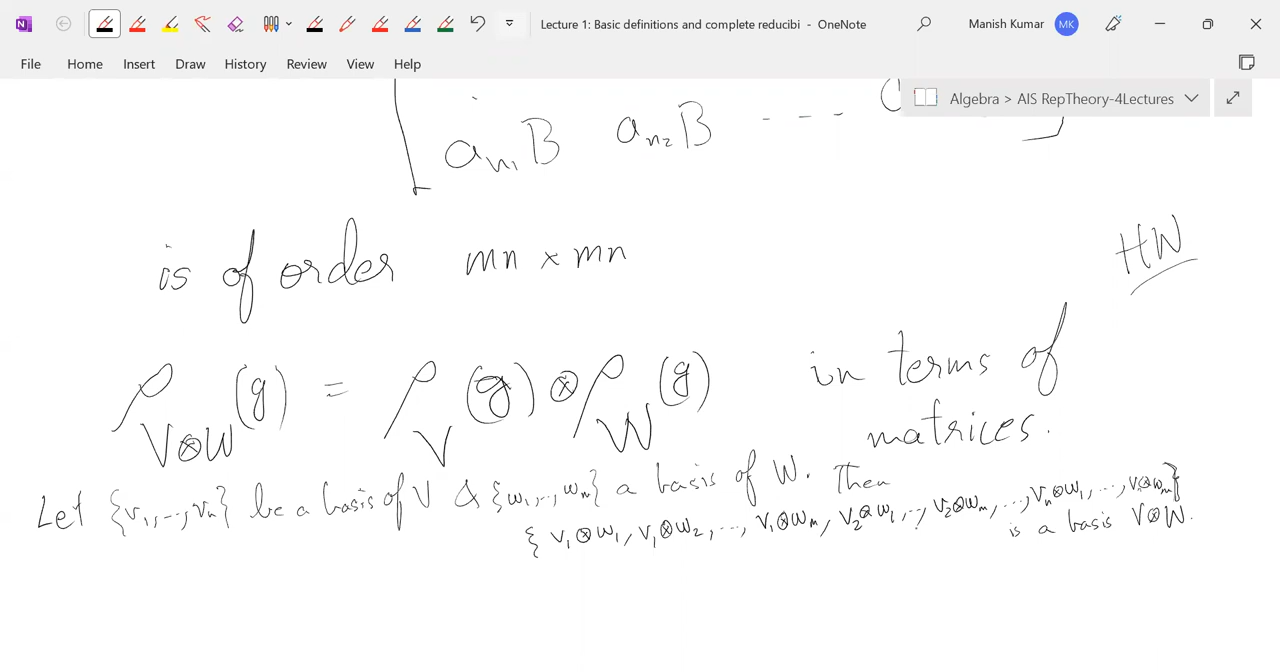 Lecture 1: Basic definitions and complete reducibi - OneNote
Manish Kumar MK
File Home Insert Draw History Review View Help
Algebra > AIS RepTheory-4Lectures
a_{n1}B a_{n2}B - - - -
is of order mn × mn
HW
ρ_{V⊗W}(g) = ρ_V(g) ⊗ ρ_W(g) in terms of
matrices.
Let {v_1, .., v_n} be a basis of V & {w_1, .., w_m} a basis of W. Then
{ v_1⊗w_1, v_1⊗w_2, ..., v_1⊗w_m, v_2⊗w_1, .., v_2⊗w_m, ..., v_n⊗w_1, ..., v_n⊗w_m}
is a basis V⊗W.